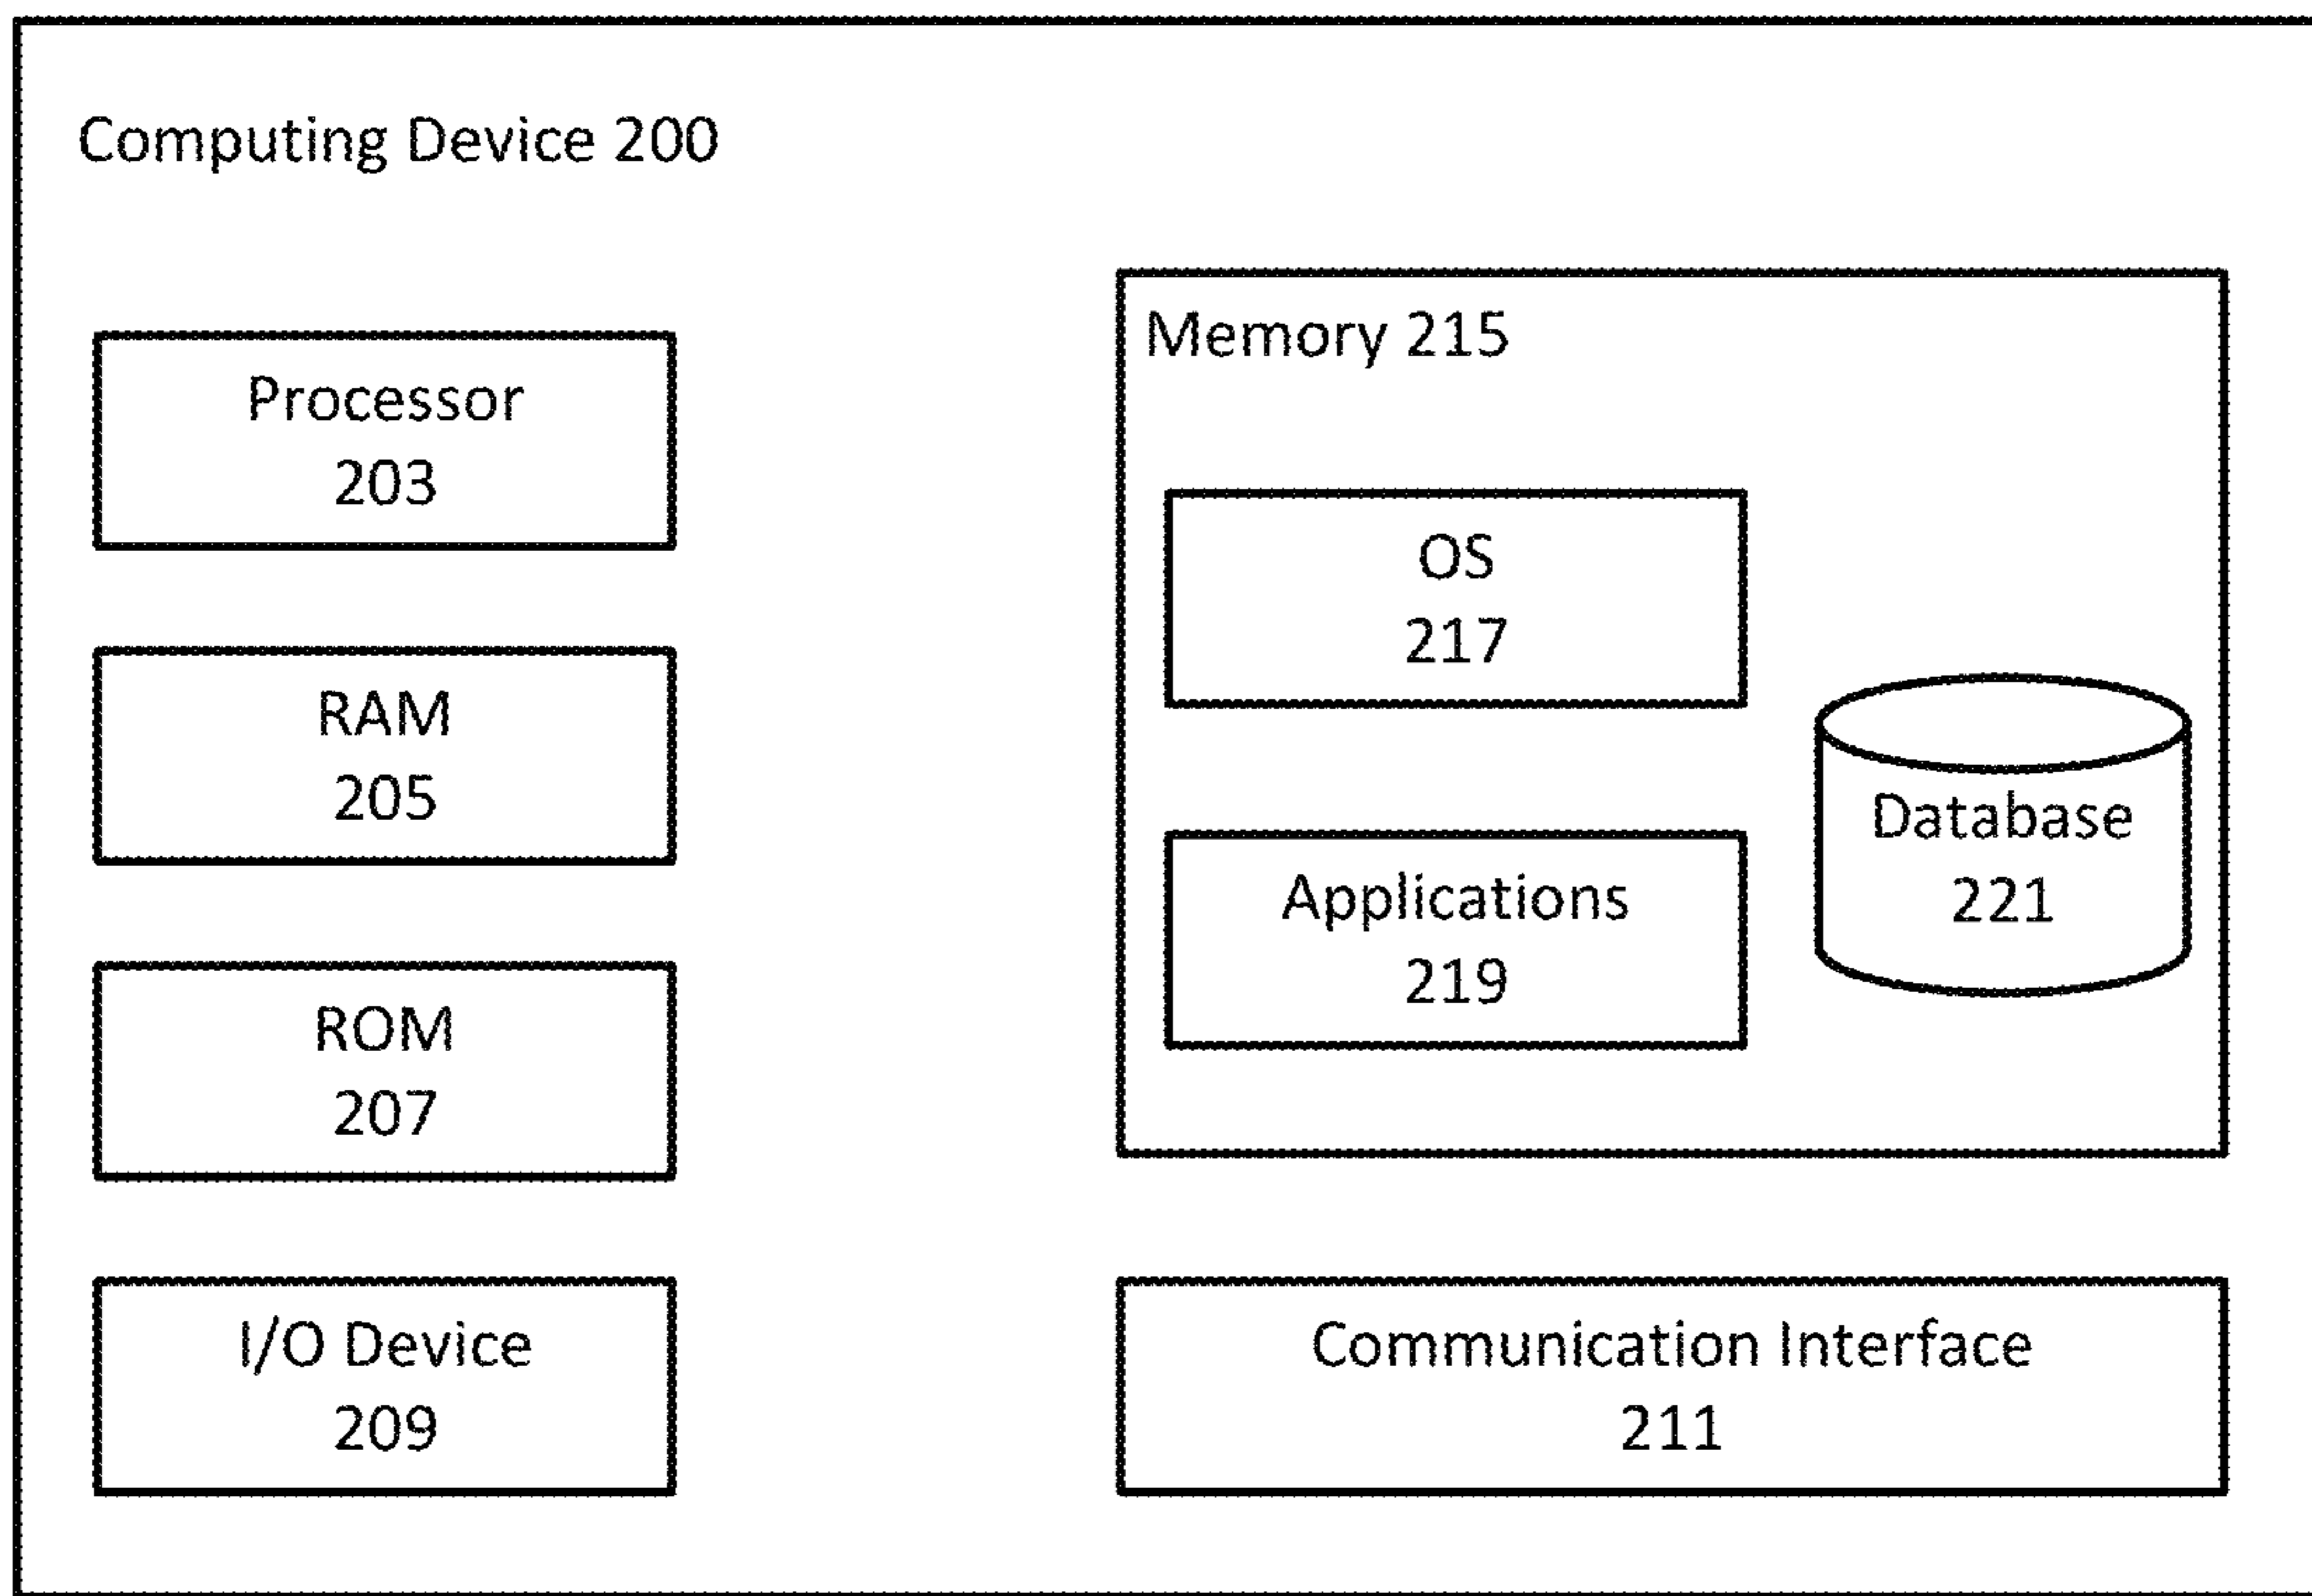 Computing Device 200
Processor
203
RAM
205
ROM
207
I/O Device
209
Memory 215
OS
217
Applications
219
Database
221
Communication Interface
211